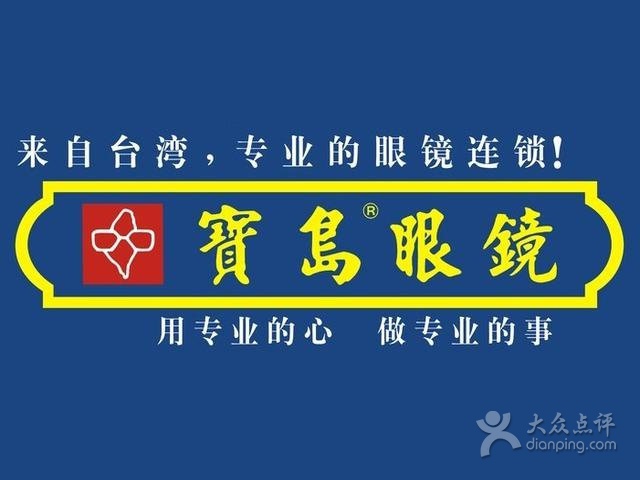 来自台湾,专业的眼镜连锁!
寶島®眼鏡
用专业的心 做专业的事
大众点评
dianping.com